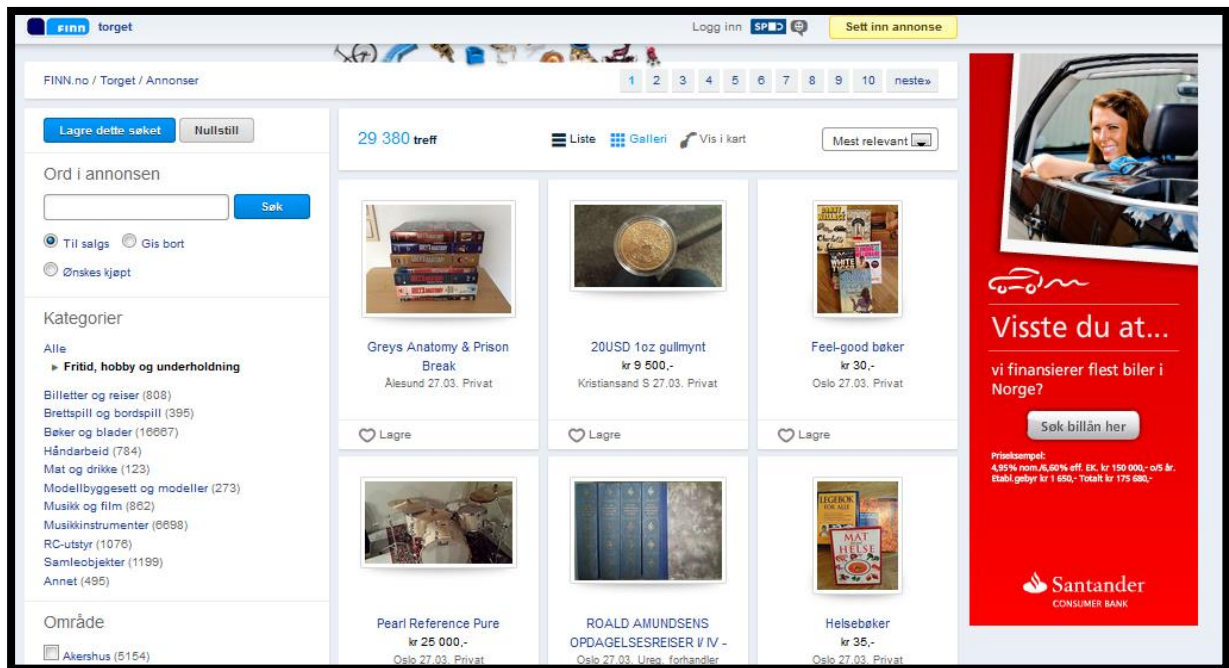 FINN torget
Logg inn SPiD Sett inn annonse
FINN.no / Torget / Annonser
1 2 3 4 5 6 7 8 9 10 neste»
Lagre dette søket Nullstill
Ord i annonsen
Søk
Til salgs Gis bort
Ønskes kjøpt
Kategorier
Alle
▸ Fritid, hobby og underholdning
Billetter og reiser (808)
Brettspill og bordspill (395)
Bøker og blader (16667)
Håndarbeid (784)
Mat og drikke (123)
Modellbyggesett og modeller (273)
Musikk og film (862)
Musikkinstrumenter (6698)
RC-utstyr (1076)
Samleobjekter (1199)
Annet (495)
Område
Akershus (5154)
29 380 treff
Liste Galleri Vis i kart
Mest relevant
Greys Anatomy & Prison
Break
Ålesund 27.03. Privat
Lagre
20USD 1oz gullmynt
kr 9 500,-
Kristiansand S 27.03. Privat
Lagre
WHITE
TIGER
Feel-good bøker
kr 30,-
Oslo 27.03. Privat
Lagre
Pearl Reference Pure
kr 25 000,-
Oslo 27.03. Privat
ROALD AMUNDSENS
OPDAGELSESREISER I/ IV -
Oslo 27.03. Ureg. forhandler
LEGEBOK
FOR ALLE
MAT
HELSE
Helsebøker
kr 35,-
Oslo 27.03. Privat
Visste du at...
vi finansierer flest biler i
Norge?
Søk billån her
Priseksempel:
4,95% nom./6,60% eff. EK. kr 150 000,- o/5 år.
Etabl.gebyr kr 1 650,- Totalt kr 175 680,-
Santander
CONSUMER BANK